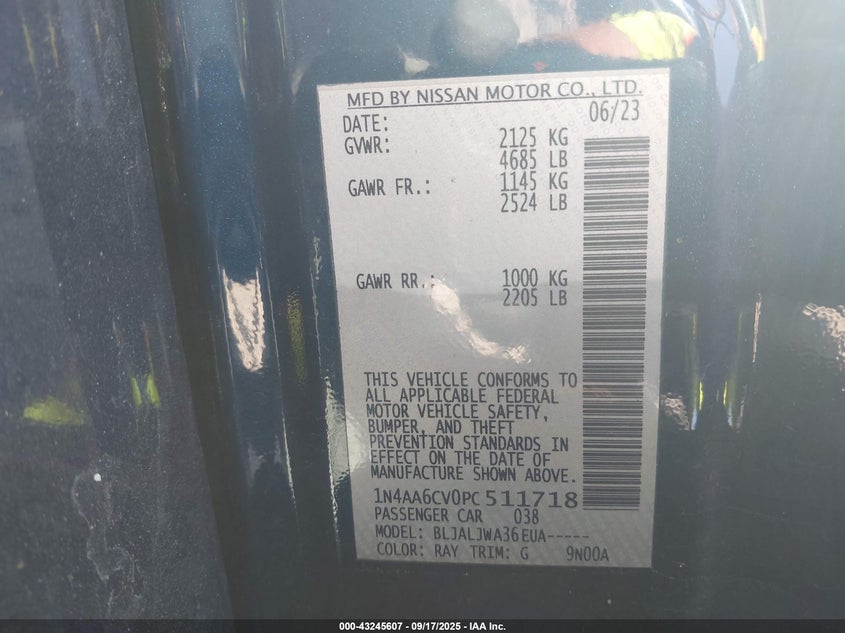 MFD BY NISSAN MOTOR CO., LTD.
DATE: 06/23
GVWR: 2125 KG
4685 LB
GAWR FR.: 1145 KG
2524 LB
GAWR RR.: 1000 KG
2205 LB
THIS VEHICLE CONFORMS TO
ALL APPLICABLE FEDERAL
MOTOR VEHICLE SAFETY,
BUMPER, AND THEFT
PREVENTION STANDARDS IN
EFFECT ON THE DATE OF
MANUFACTURE SHOWN ABOVE.
1N4AA6CV0PC511718
PASSENGER CAR 038
MODEL: BLJALJWA36EUA-----
COLOR: RAY TRIM: G 9N00A
000-43245607 - 09/17/2025 - IAA Inc.